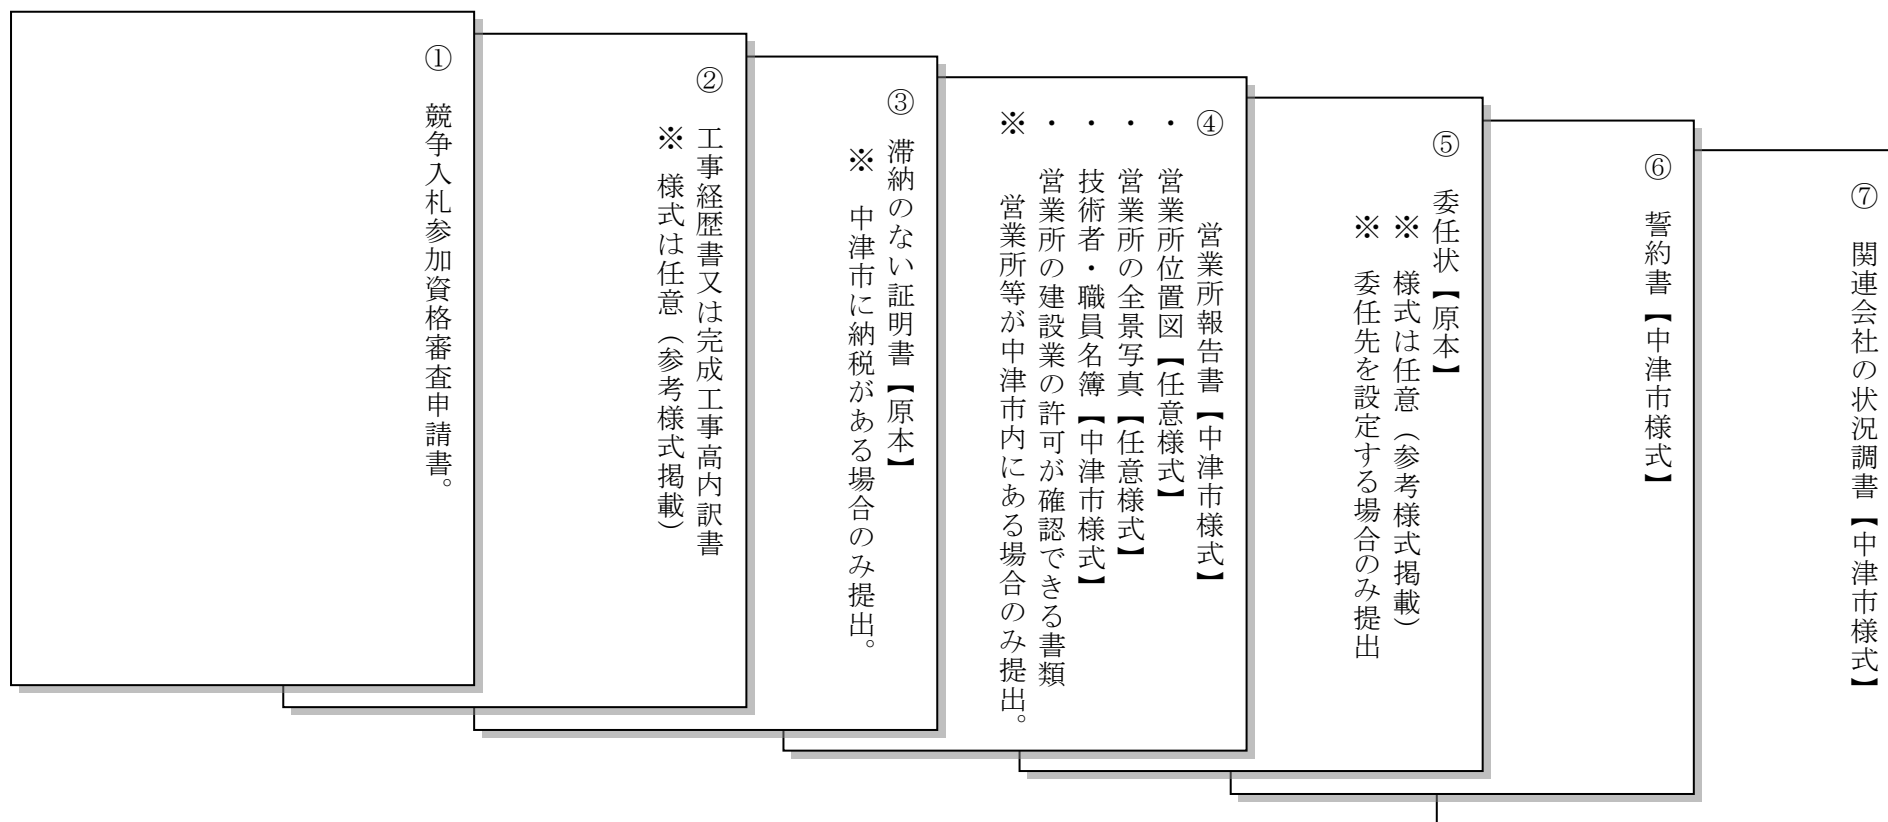 ① 競争入札参加資格審査申請書。
② 工事経歴書又は完成工事高内訳書
※ 様式は任意（参考様式掲載）
③ 滞納のない証明書【原本】
※ 中津市に納税がある場合のみ提出。
④ 営業所報告書【中津市様式】
・ 営業所位置図【任意様式】
・ 営業所の全景写真【任意様式】
・ 技術者・職員名簿【中津市様式】
・ 営業所の建設業の許可が確認できる書類
※ 営業所等が中津市内にある場合のみ提出。
⑤ 委任状【原本】
※ 様式は任意（参考様式掲載）
※ 委任先を設定する場合のみ提出
⑥ 誓約書【中津市様式】
⑦ 関連会社の状況調書【中津市様式】